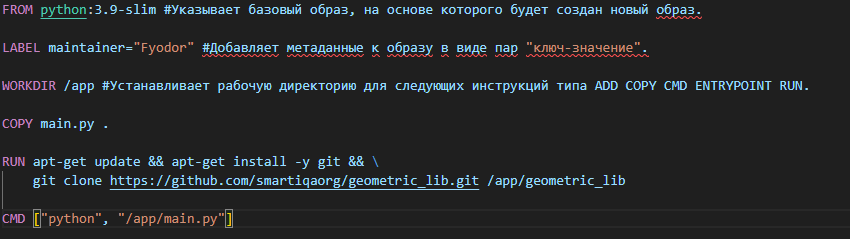 FROM python:3.9-slim #Указывает базовый образ, на основе которого будет создан новый образ.
LABEL maintainer="Fyodor" #Добавляет метаданные к образу в виде пар "ключ-значение".
WORKDIR /app #Устанавливает рабочую директорию для следующих инструкций типа ADD COPY CMD ENTRYPOINT RUN.
COPY main.py .
RUN apt-get update && apt-get install -y git && \
git clone https://github.com/smartiqaorg/geometric_lib.git /app/geometric_lib
CMD ["python", "/app/main.py"]